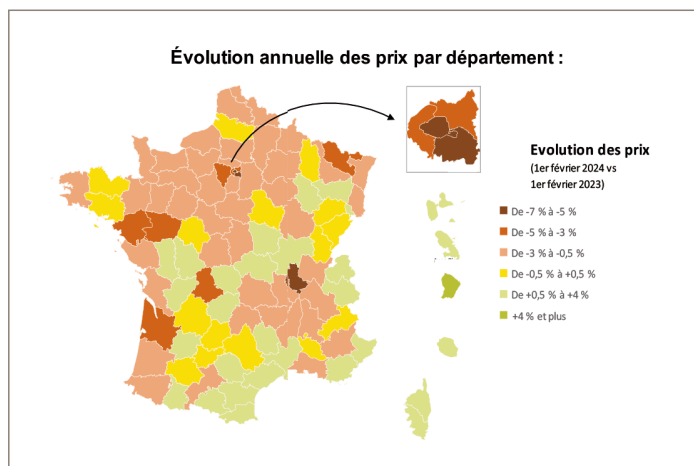 Évolution annuelle des prix par département :
Evolution des prix
(1er février 2024 vs
1er février 2023)
De -7 % à -5 %
De -5 % à -3 %
De -3 % à -0,5 %
De -0,5 % à +0,5 %
De +0,5 % à +4 %
+4 % et plus